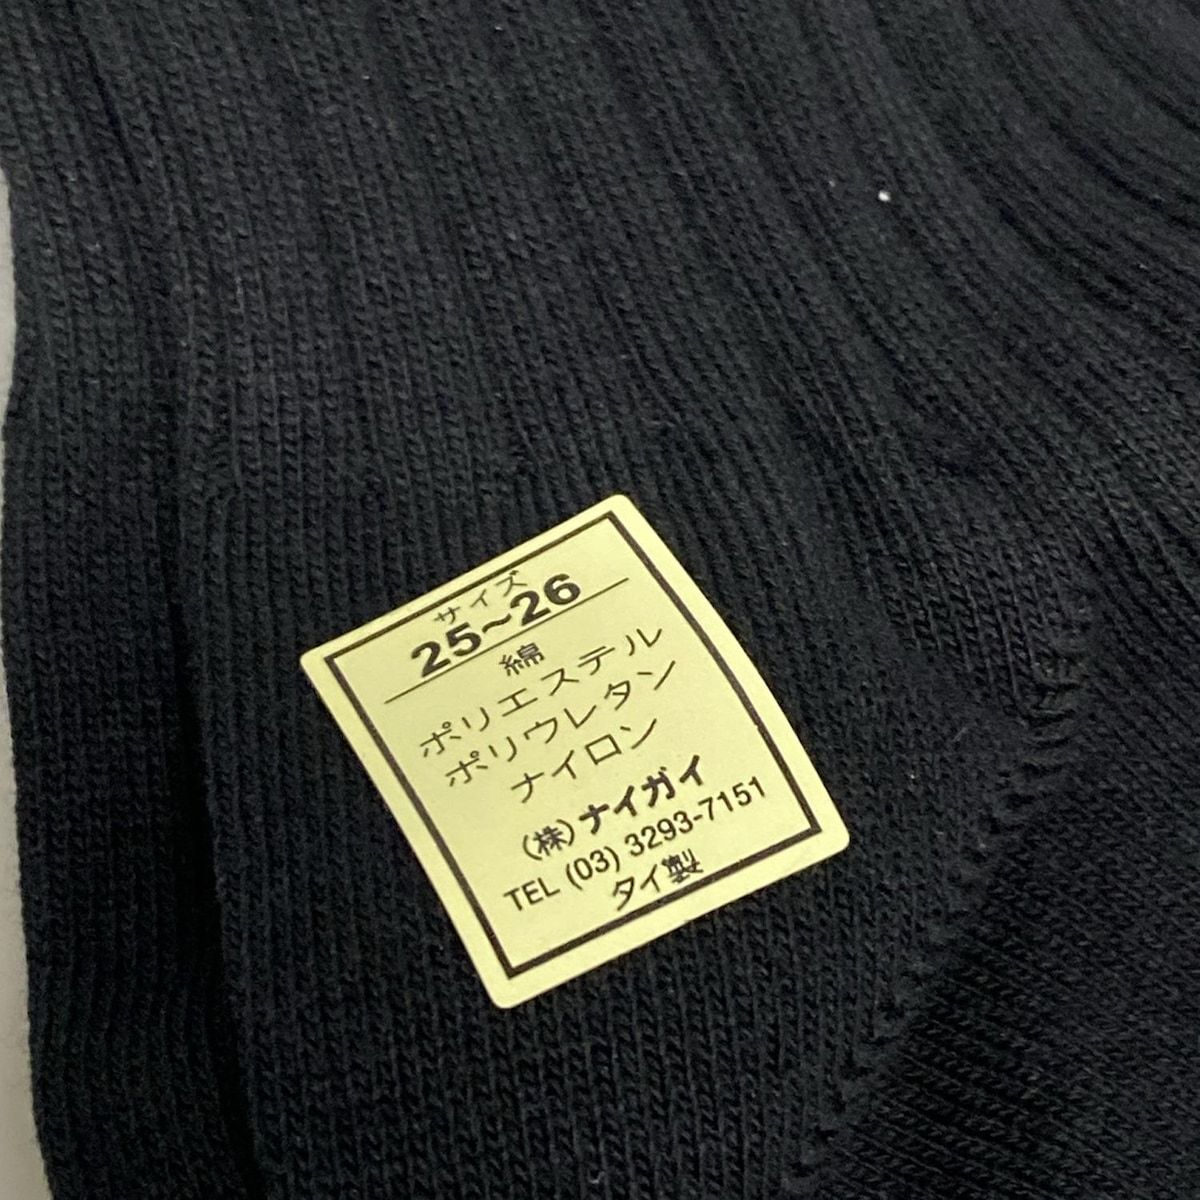 サイズ
25~26
綿
ポリエステル
ポリウレタン
ナイロン
(株)ナイガイ
TEL (03) 3293-7151
タイ製